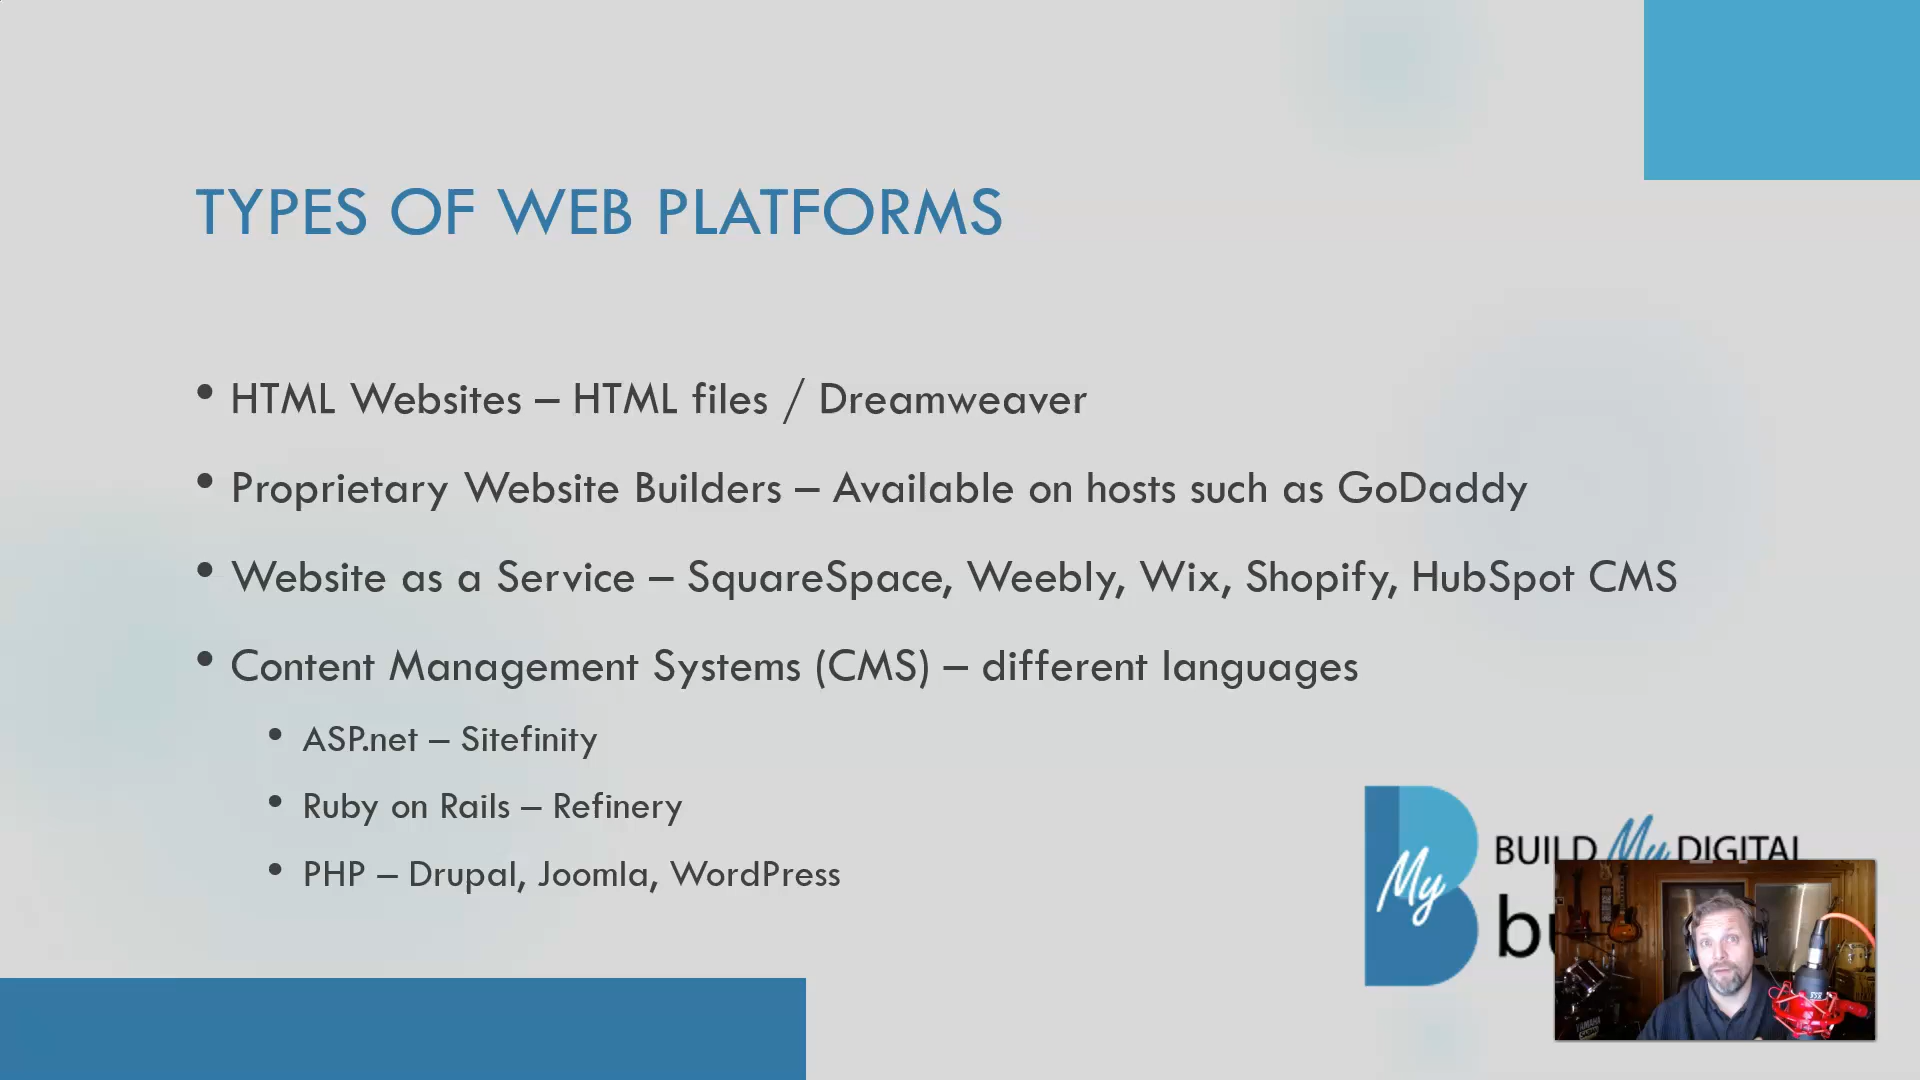 TYPES OF WEB PLATFORMS
• HTML Websites – HTML files / Dreamweaver
• Proprietary Website Builders – Available on hosts such as GoDaddy
• Website as a Service – SquareSpace, Weebly, Wix, Shopify, HubSpot CMS
• Content Management Systems (CMS) – different languages
• ASP.net – Sitefinity
• Ruby on Rails – Refinery
• PHP – Drupal, Joomla, WordPress
My
BUILD My DIGITAL
YAMAHA